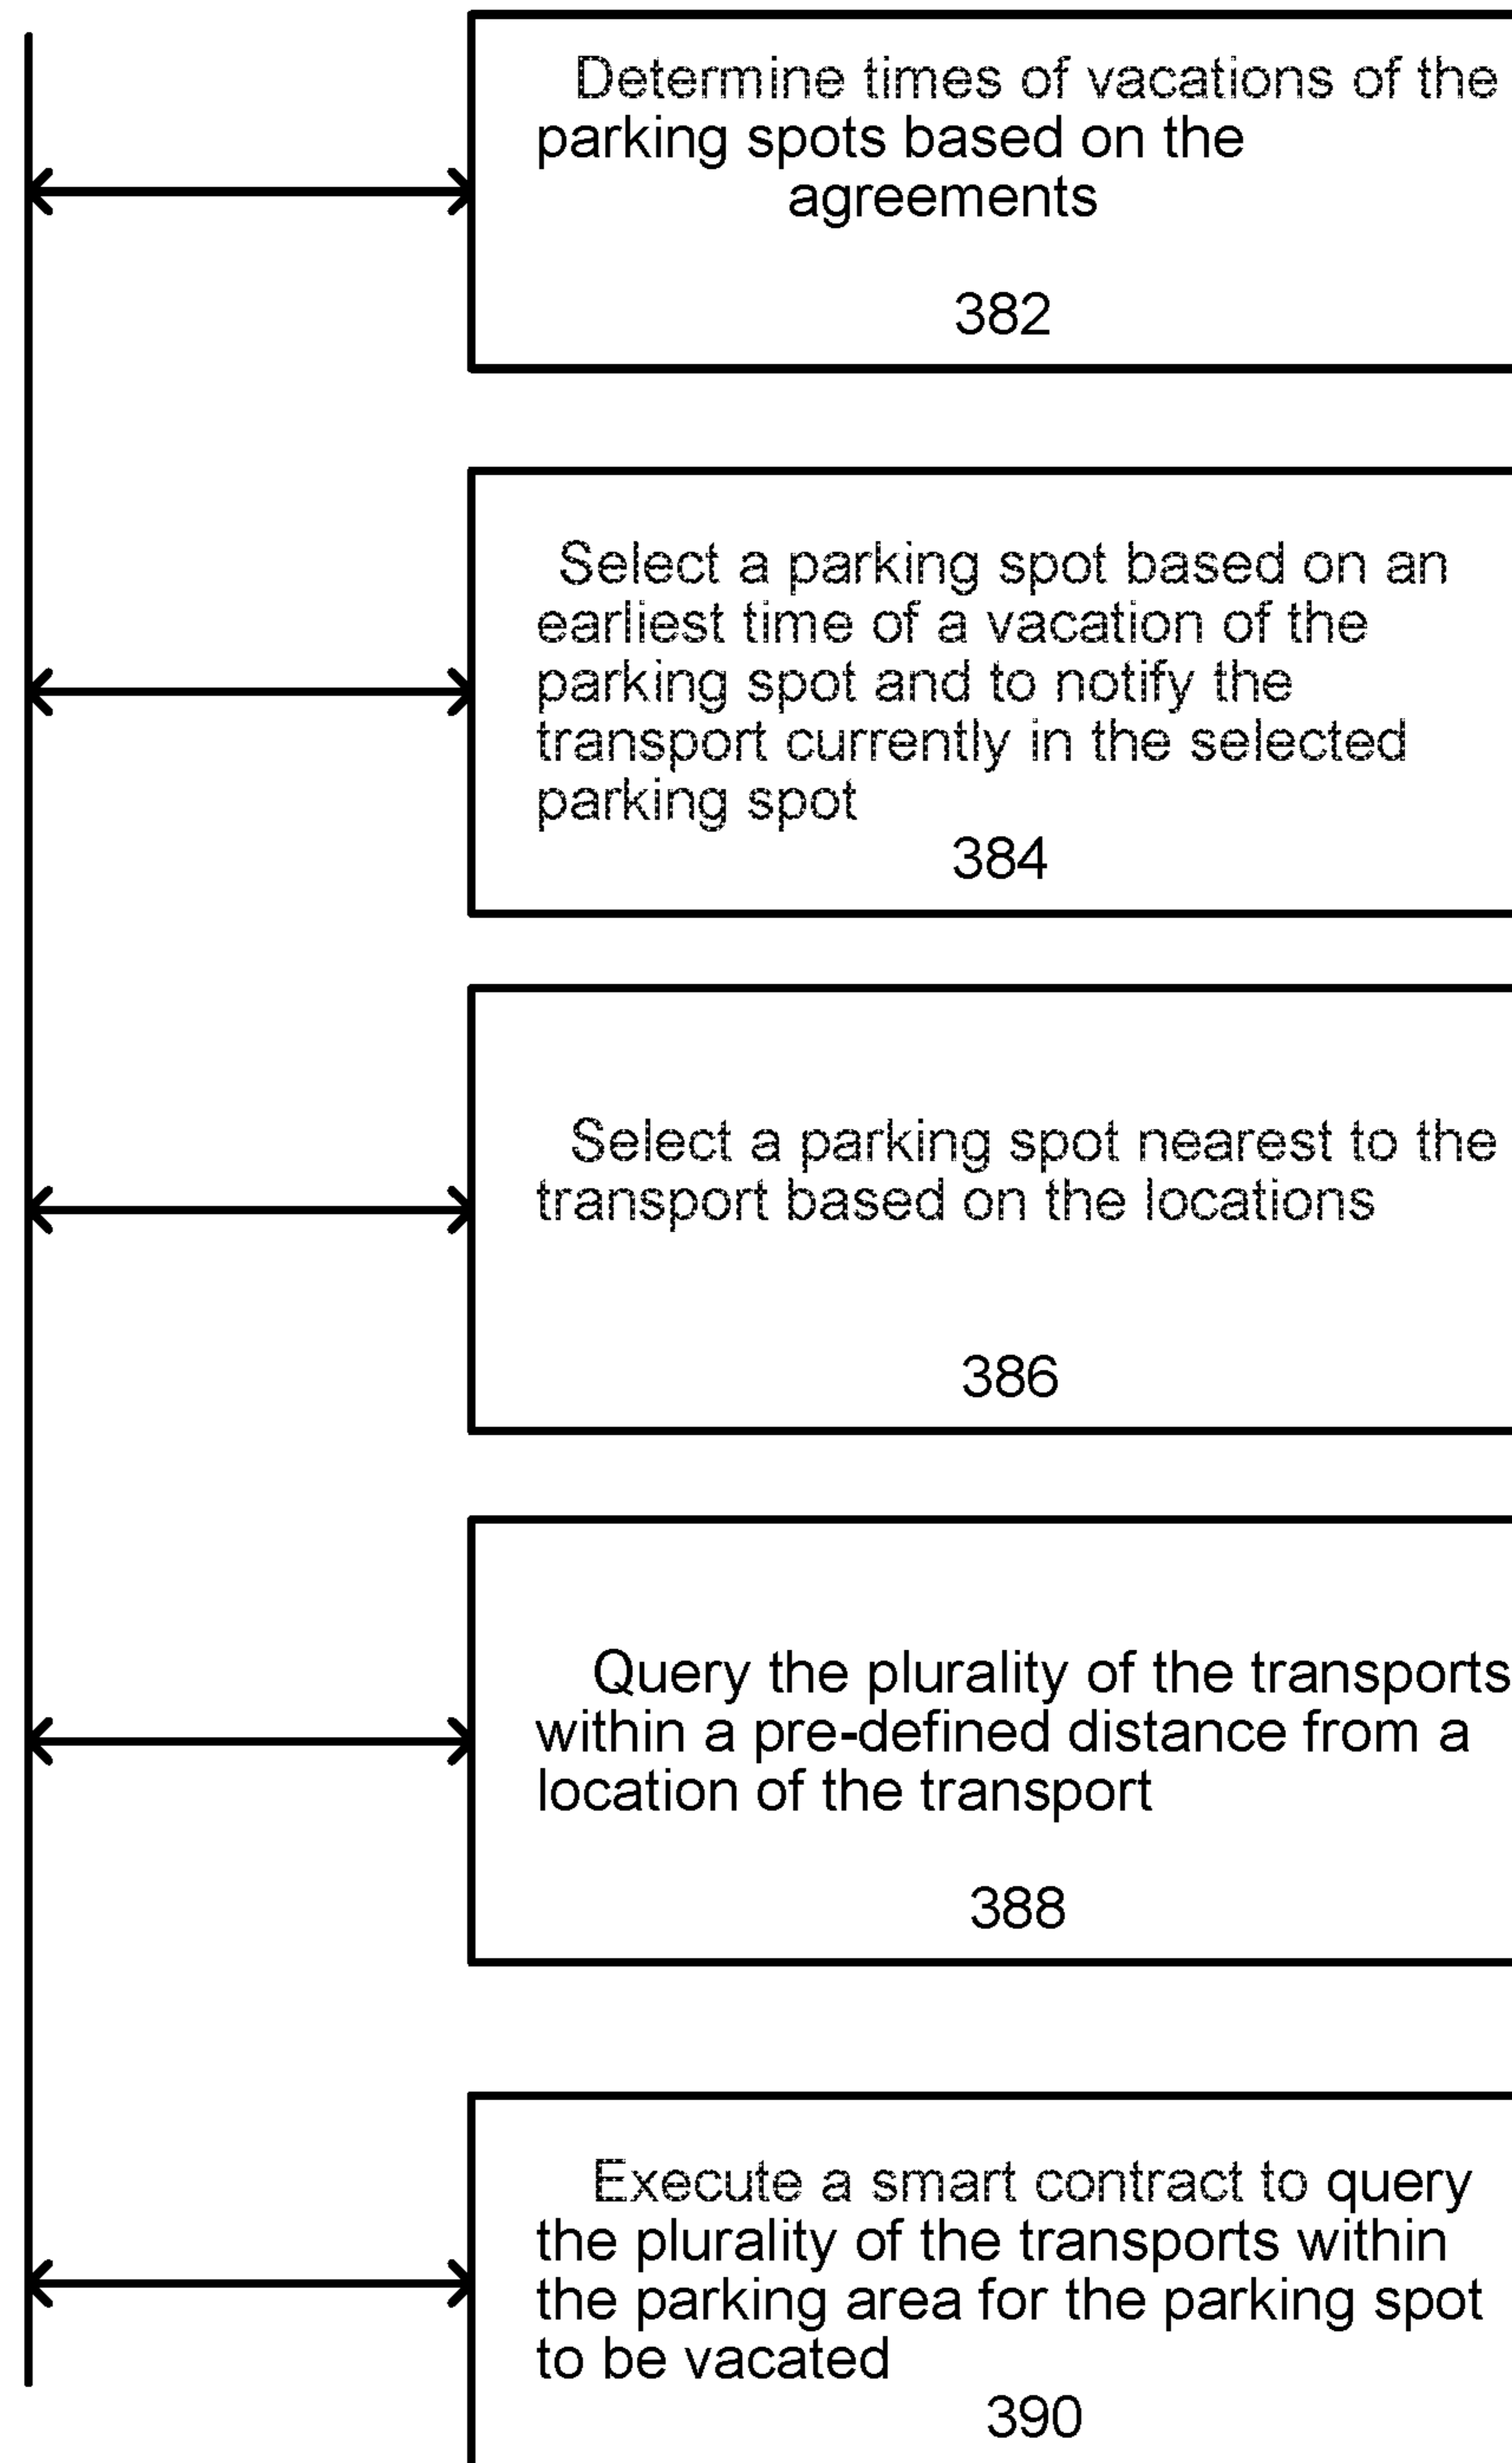 Determine times of vacations of the
parking spots based on the
agreements
382
Select a parking spot based on an
earliest time of a vacation of the
parking spot and to notify the
transport currently in the selected
parking spot
384
Select a parking spot nearest to the
transport based on the locations
386
Query the plurality of the transports
within a pre-defined distance from a
location of the transport
388
Execute a smart contract to query
the plurality of the transports within
the parking area for the parking spot
to be vacated
390